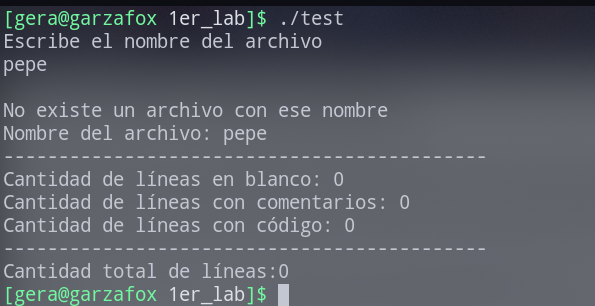 [gera@garzafox 1er_lab]$ ./test
Escribe el nombre del archivo
pepe

No existe un archivo con ese nombre
Nombre del archivo: pepe
--------------------------------------------
Cantidad de líneas en blanco: 0
Cantidad de líneas con comentarios: 0
Cantidad de líneas con código: 0
--------------------------------------------
Cantidad total de líneas:0
[gera@garzafox 1er_lab]$